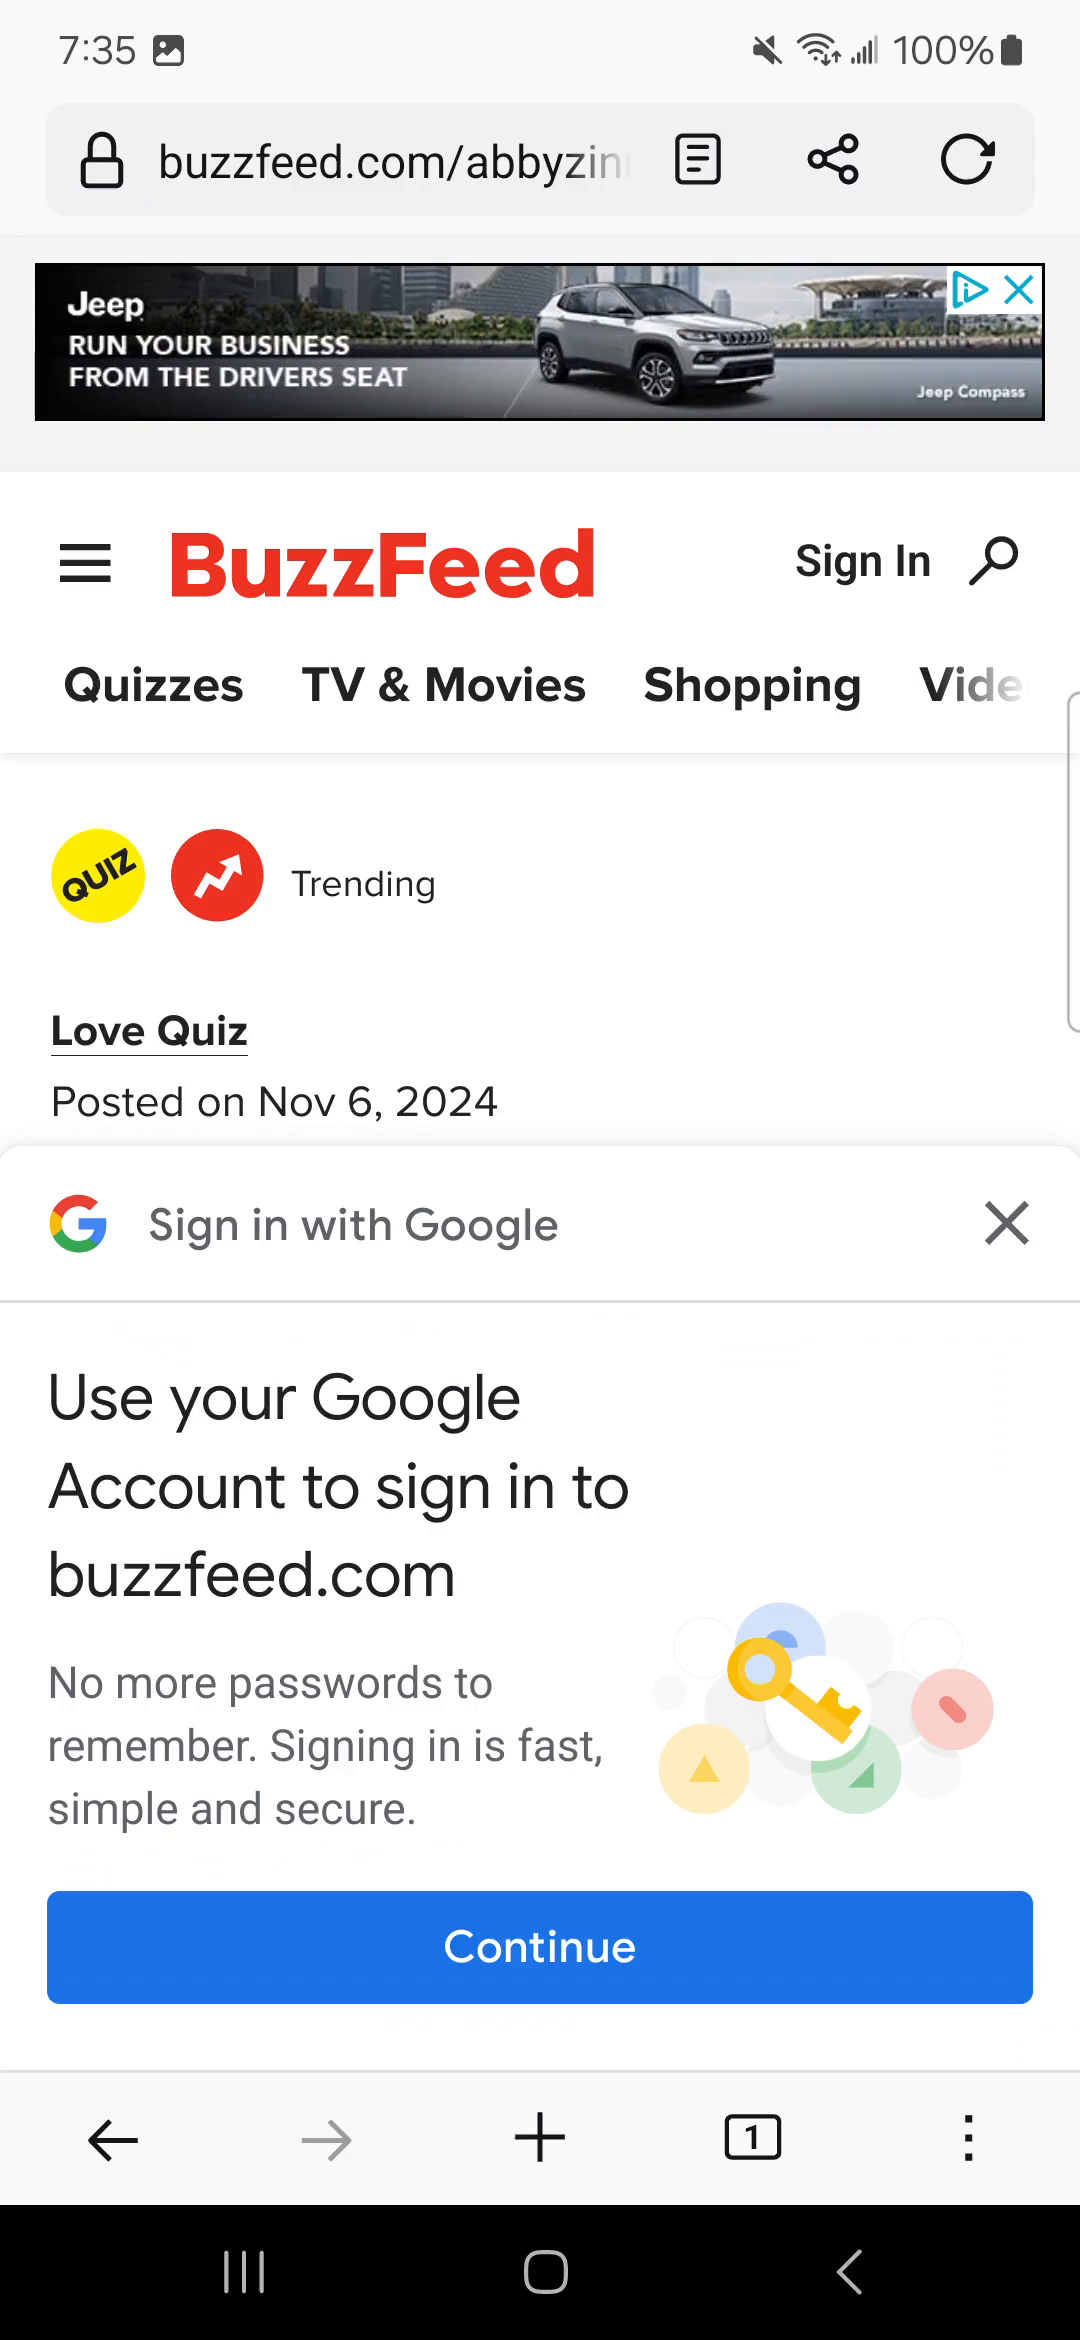 7:35
100%
buzzfeed.com/abbyzin
Jeep
RUN YOUR BUSINESS
FROM THE DRIVERS SEAT
Jeep Compass
BuzzFeed
Sign In
Quizzes TV & Movies Shopping Vide
QUIZ
Trending
Love Quiz
Posted on Nov 6, 2024
Sign in with Google
Use your Google
Account to sign in to
buzzfeed.com
No more passwords to
remember. Signing in is fast,
simple and secure.
Continue
1